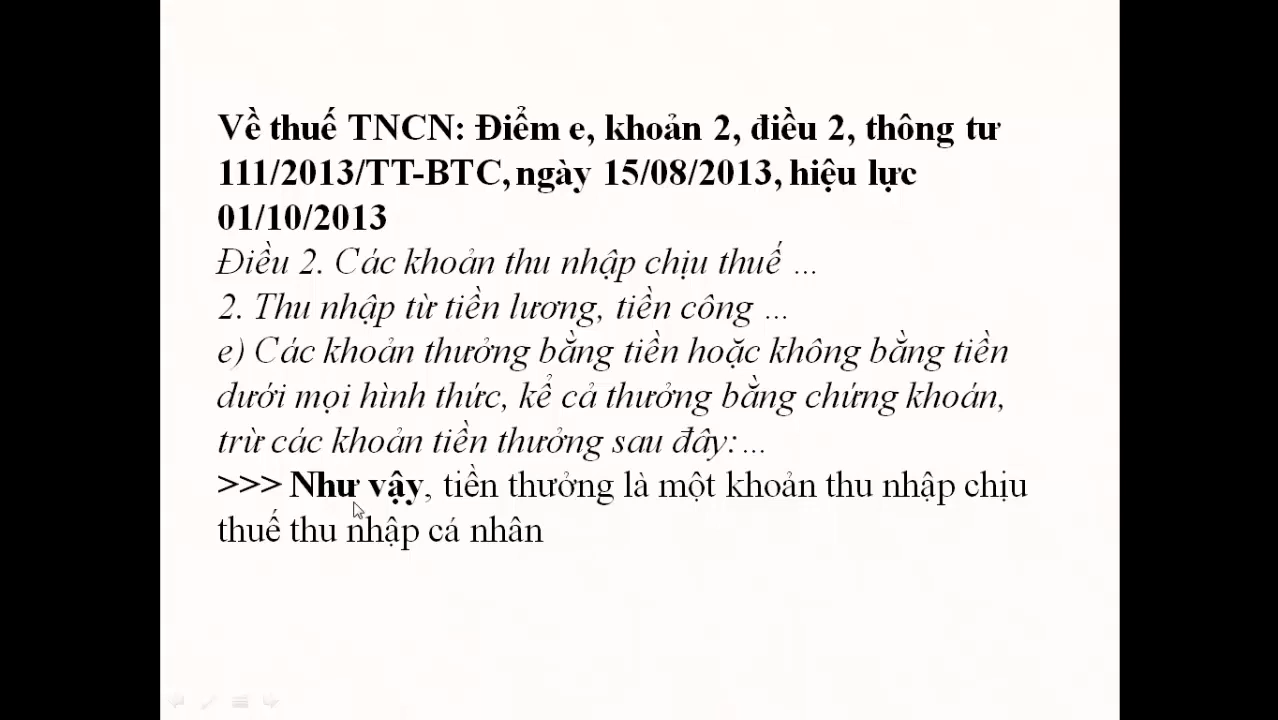 Về thuế TNCN: Điểm e, khoản 2, điều 2, thông tư
111/2013/TT-BTC, ngày 15/08/2013, hiệu lực
01/10/2013
Điều 2. Các khoản thu nhập chịu thuế ...
2. Thu nhập từ tiền lương, tiền công ...
e) Các khoản thưởng bằng tiền hoặc không bằng tiền
dưới mọi hình thức, kể cả thưởng bằng chứng khoán,
trừ các khoản tiền thưởng sau đây:...
>>> Như vậy, tiền thưởng là một khoản thu nhập chịu
thuế thu nhập cá nhân